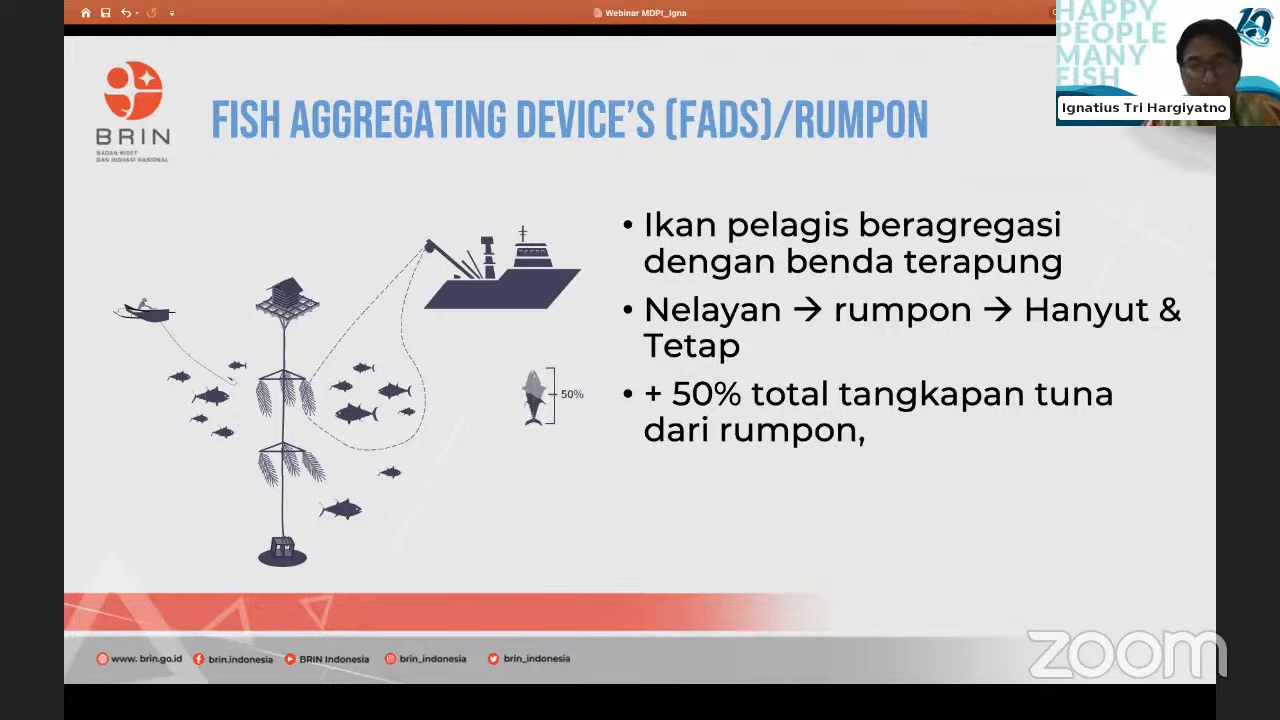 Webinar MDPI_Igna
HAPPY
PEOPLE
MANY
FISH
Ignatius Tri Hargiyatno
BRIN
BADAN RISET
DAN INOVASI NASIONAL
FISH AGGREGATING DEVICE'S (FADS)/RUMPON
• Ikan pelagis beragregasi
dengan benda terapung
• Nelayan → rumpon → Hanyut &
Tetap
• + 50% total tangkapan tuna
dari rumpon,
50%
www. brin.go.id
brin.indonesia
BRIN Indonesia
brin_indonesia
brin_indonesia
zoom